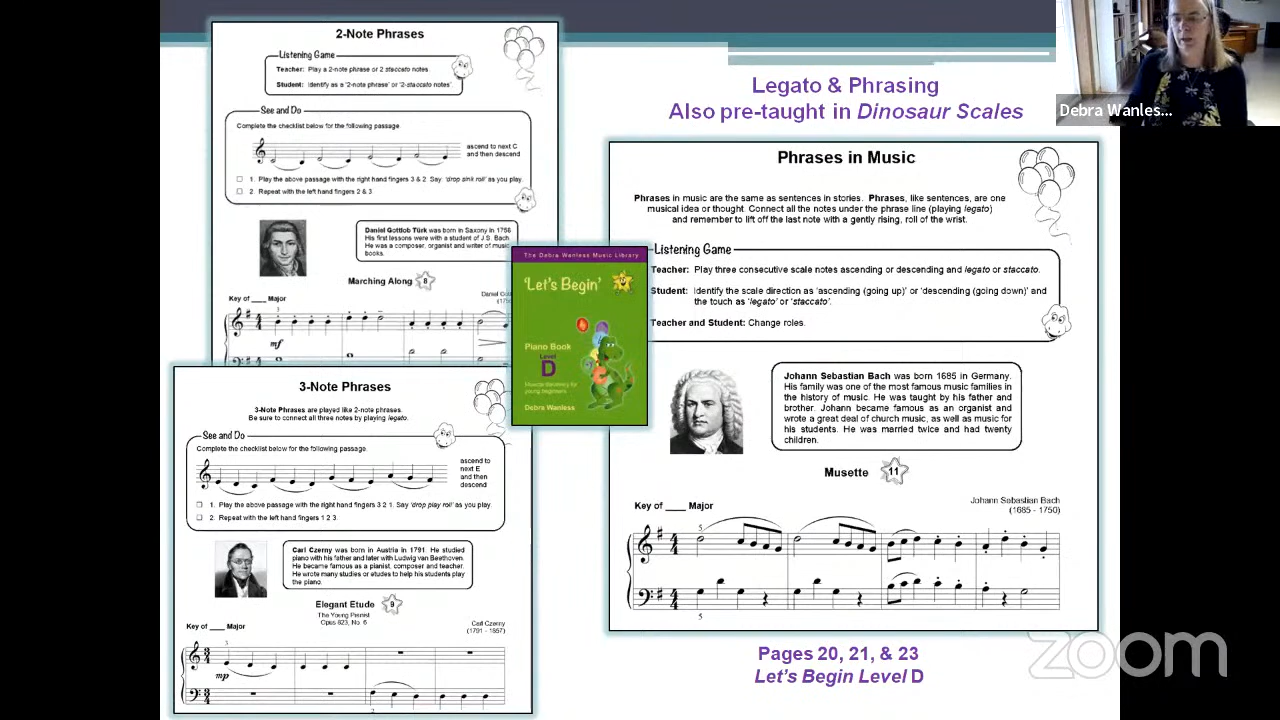 2-Note Phrases
Listening Game
Teacher: Play a 2-note phrase or 2 staccato notes.
Student: Identify as a '2-note phrase' or '2-staccato notes'.
See and Do
Complete the checklist below for the following passage.
ascend to next C
and then descend
1. Play the above passage with the right hand fingers 3 & 2. Say 'drop sink roll' as you play.
2. Repeat with the left hand fingers 2 & 3.
Daniel Gottlob Türk was born in Saxony in 1756.
His first lessons were with a student of J.S. Bach.
He was a composer, organist and writer of music
books.
Marching Along 8
Key of ____ Major
mf
3-Note Phrases
3-Note Phrases are played like 2-note phrases.
Be sure to connect all three notes by playing legato.
See and Do
Complete the checklist below for the following passage.
ascend to
next E
and then
descend
1. Play the above passage with the right hand fingers 3 2 1. Say 'drop play roll' as you play.
2. Repeat with the left hand fingers 1 2 3.
Carl Czerny was born in Austria in 1791. He studied
piano with his father and later with Ludwig van Beethoven.
He became famous as a pianist, composer and teacher.
He wrote many studies or etudes to help his students play
the piano.
Elegant Etude 9
The Young Pianist
Opus 823, No. 6
Key of ____ Major
Carl Czerny
(1791 - 1857)
3
mp
2
The Debra Wanless Music Library
'Let's Begin'
D
Piano Book
Level
D
Musical literature for
young beginners
Debra Wanless
Legato & Phrasing
Also pre-taught in Dinosaur Scales
Phrases in Music
Phrases in music are the same as sentences in stories. Phrases, like sentences, are one
musical idea or thought. Connect all the notes under the phrase line (playing legato)
and remember to lift off the last note with a gently rising, roll of the wrist.
Listening Game
Teacher: Play three consecutive scale notes ascending or descending and legato or staccato.
Student: Identify the scale direction as 'ascending (going up)' or 'descending (going down)' and
the touch as 'legato' or 'staccato'.
Teacher and Student: Change roles.
Johann Sebastian Bach was born 1685 in Germany.
His family was one of the most famous music families in
the history of music. He was taught by his father and
brother. Johann became famous as an organist and
wrote a great deal of church music, as well as music for
his students. He was married twice and had twenty
children.
Musette 11
Johann Sebastian Bach
(1685 - 1750)
Key of ____ Major
5
5
Pages 20, 21, & 23
Let's Begin Level D
Debra Wanles...
zoom